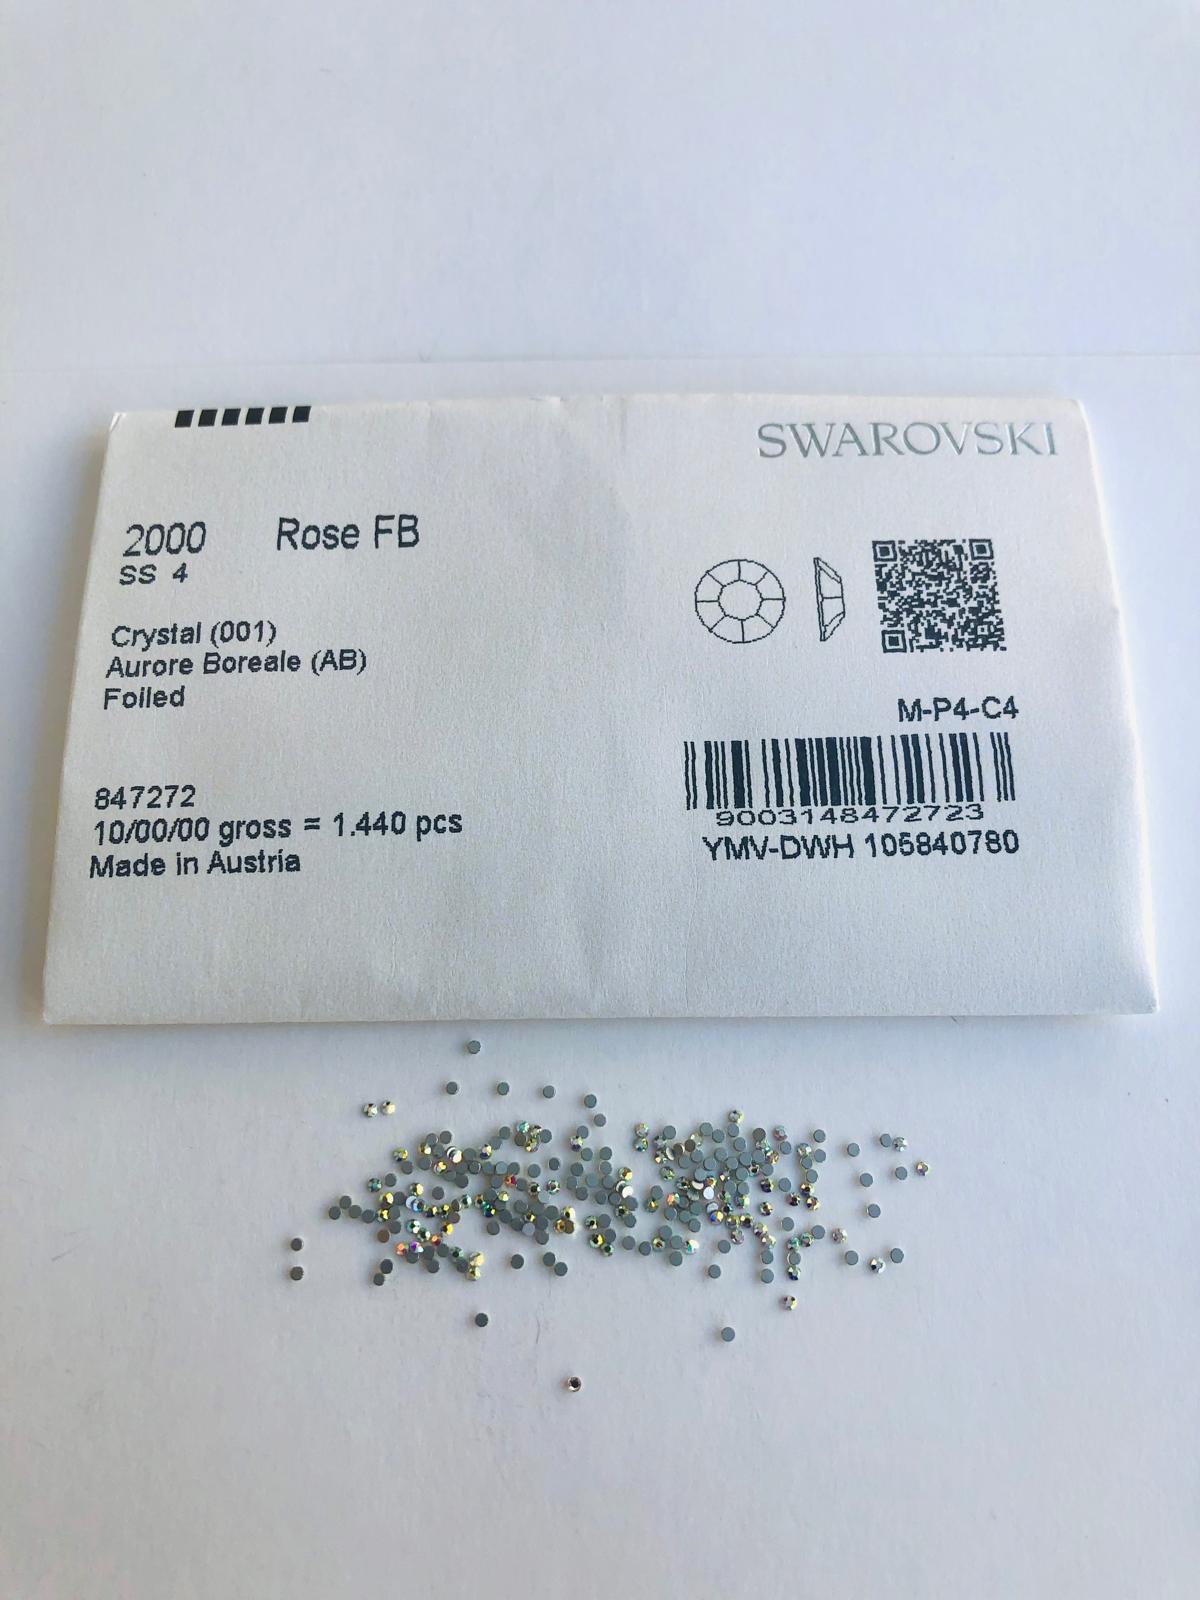 SWAROVSKI
2000 Rose FB
SS 4
Crystal (001)
Aurore Boreale (AB)
Foiled
M-P4-C4
847272
10/00/00 gross = 1.440 pcs
Made in Austria
9003148472723
YMV-DWH 105840780